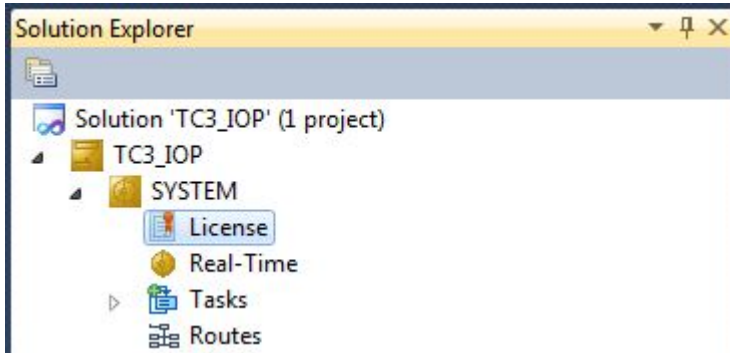 Solution Explorer
Solution 'TC3_IOP' (1 project)
TC3_IOP
SYSTEM
License
Real-Time
Tasks
Routes